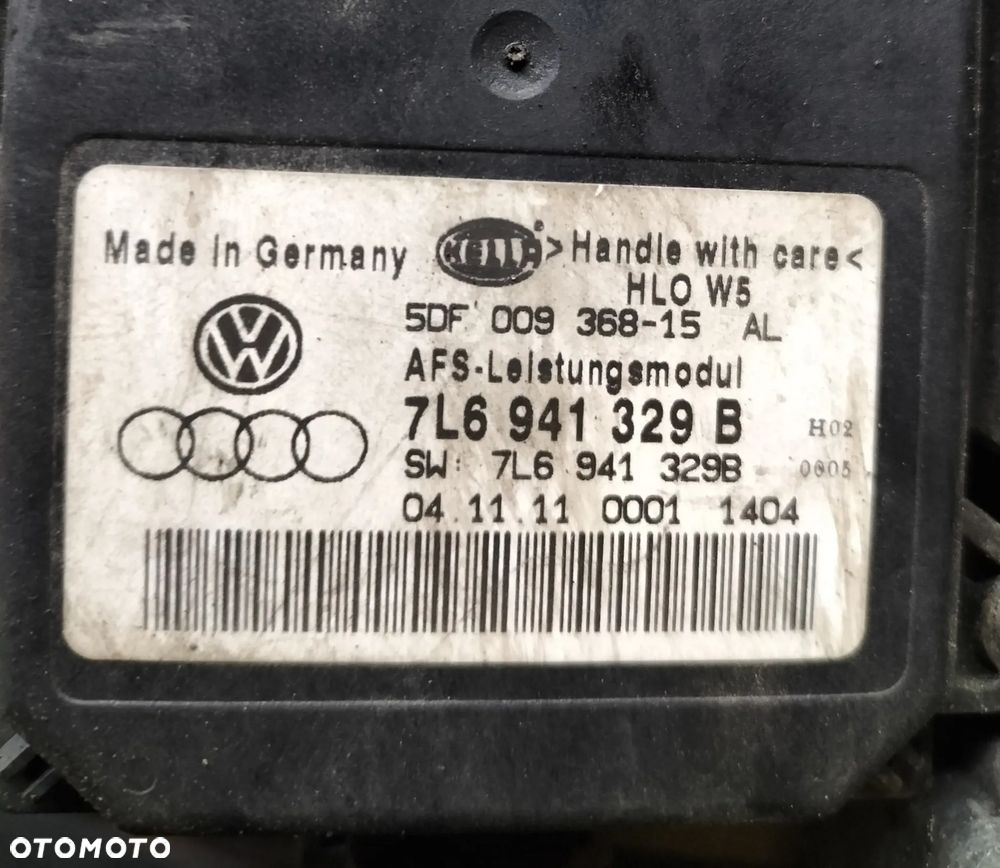 Made in Germany HELLA ® >Handle with care<
HLO W5
5DF 009 368-15 AL
AFS-Leistungsmodul
7L6 941 329 B H02
SW: 7L6 941 329B 0005
04.11.11 0001 1404
OTOMOTO